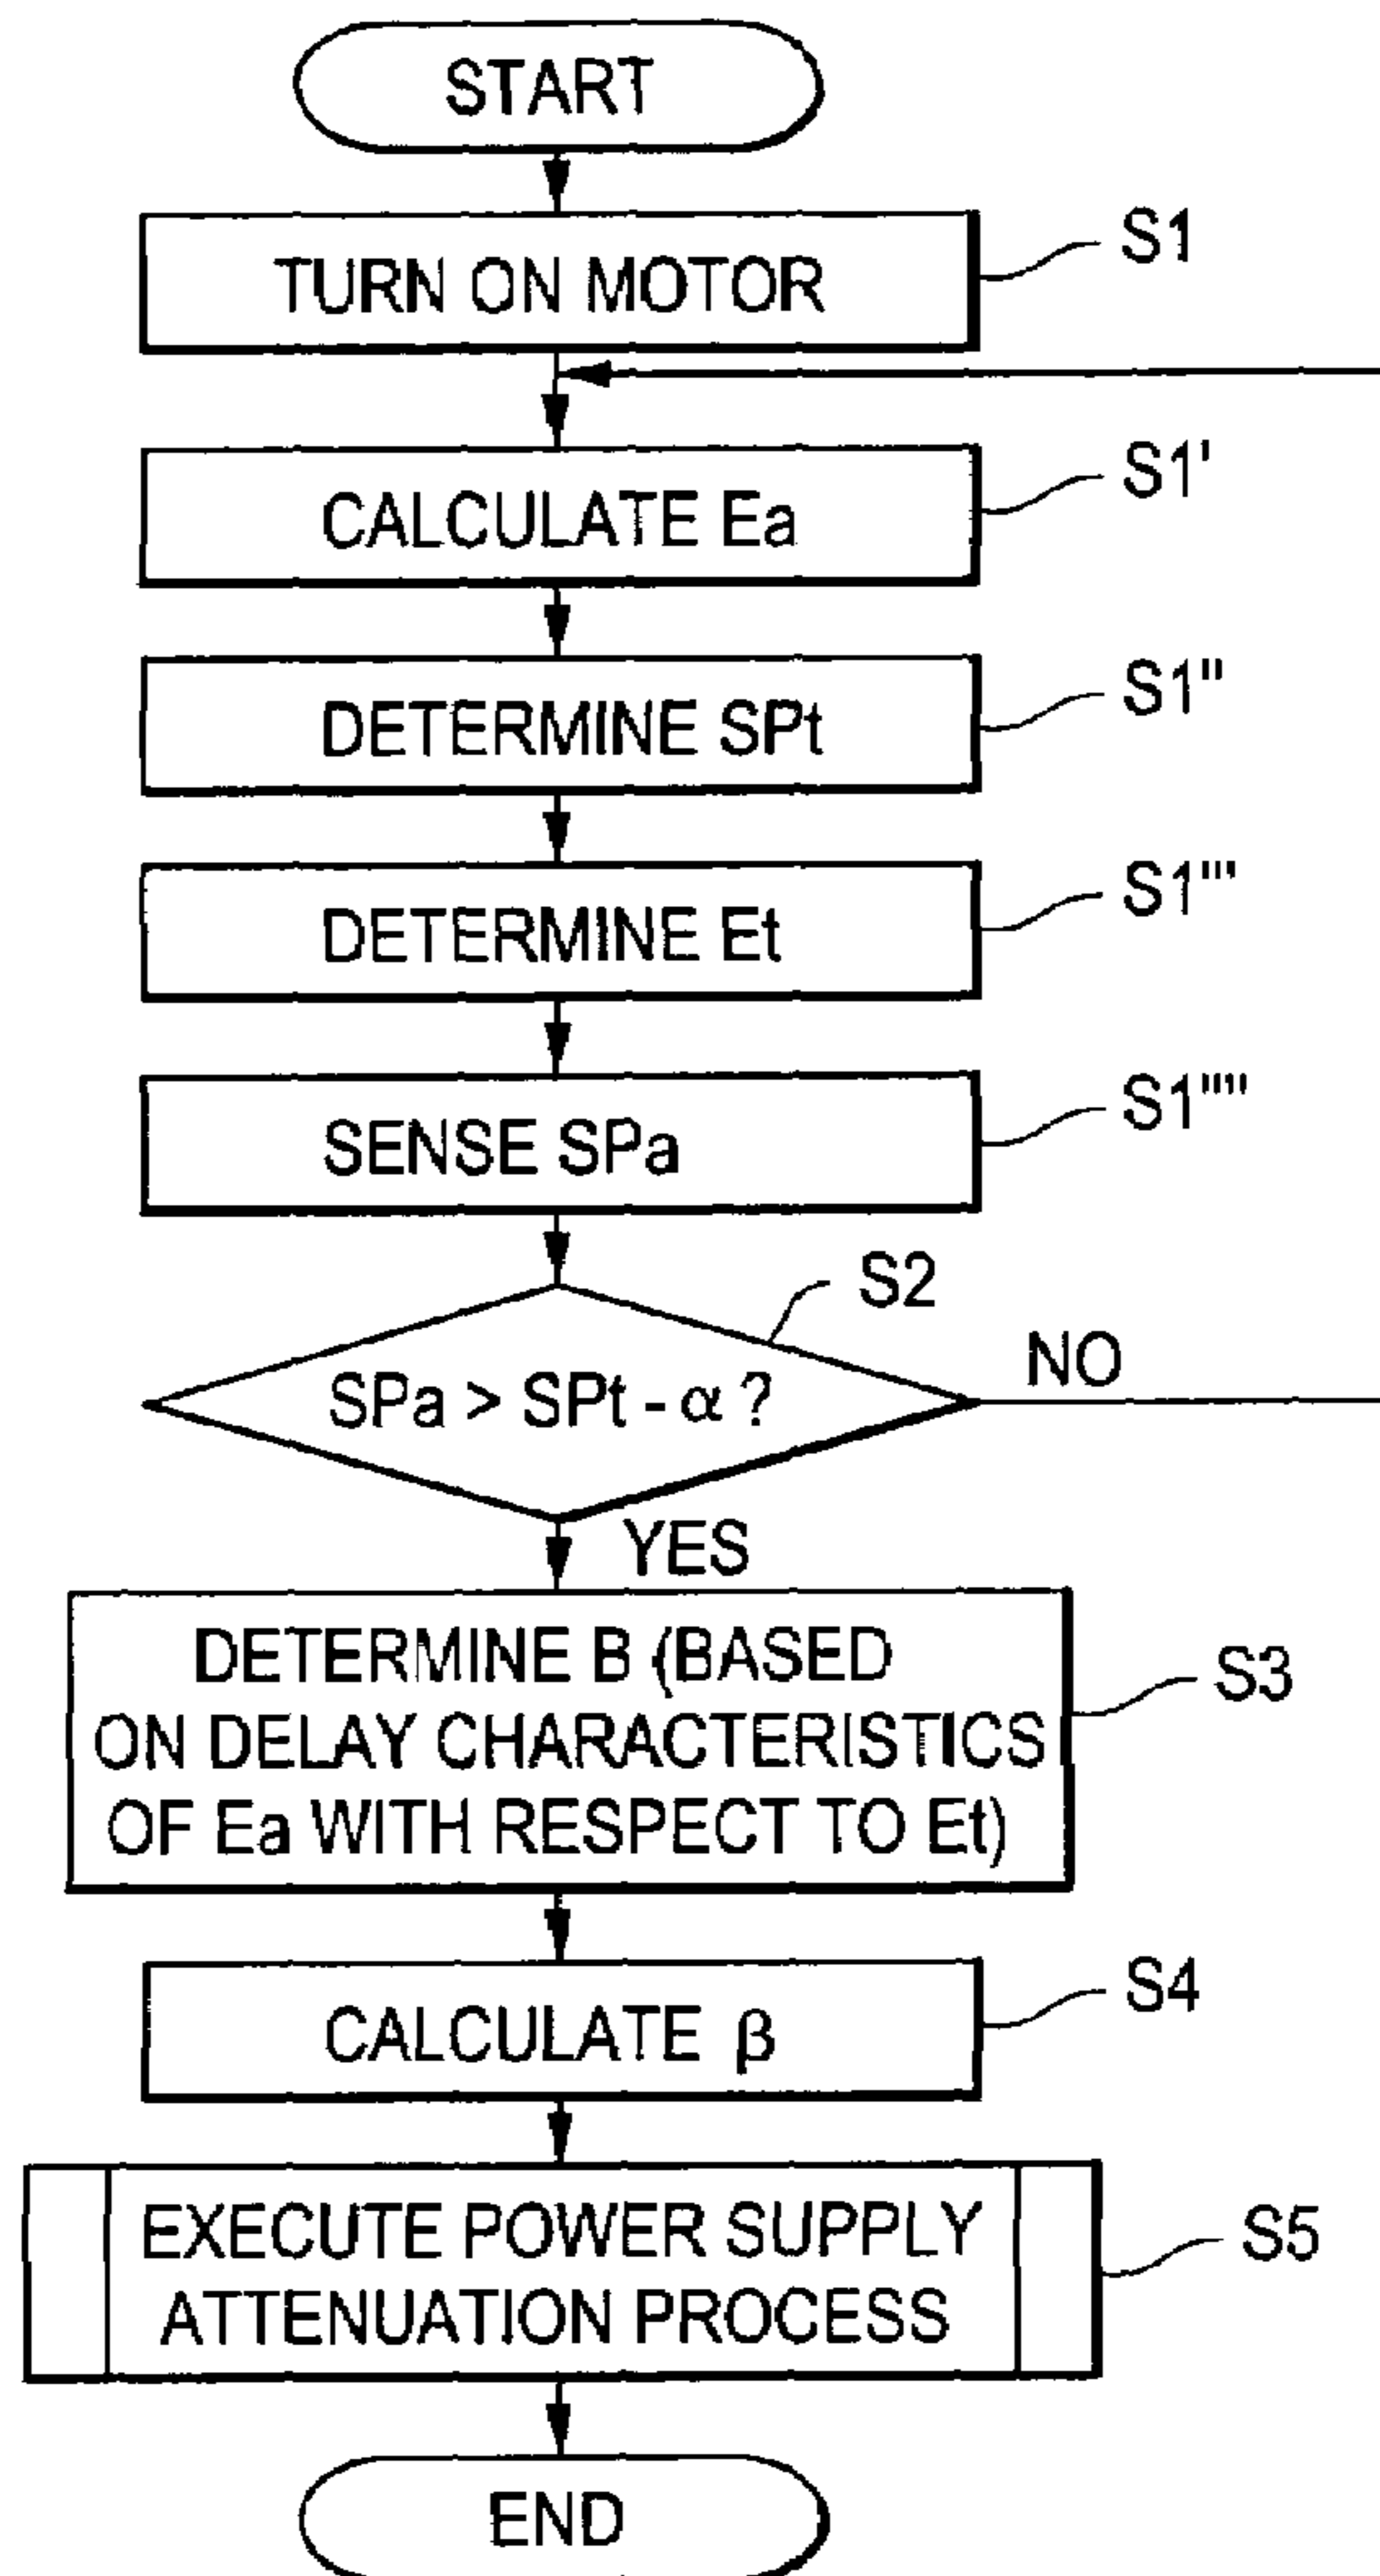 START
TURN ON MOTOR
S1
CALCULATE Ea
S1'
DETERMINE SPt
S1''
DETERMINE Et
S1'''
SENSE SPa
S1''''
S2
SPa > SPt - α ?
NO
YES
DETERMINE B (BASED
ON DELAY CHARACTERISTICS
OF Ea WITH RESPECT TO Et)
S3
CALCULATE β
S4
EXECUTE POWER SUPPLY
ATTENUATION PROCESS
S5
END